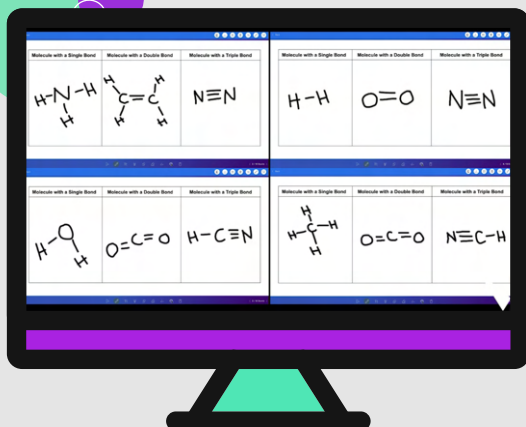 Molecule with a Single Bond Molecule with a Double Bond Molecule with a Triple Bond
H-N-H
H
H H
C=C
H H
N≡N
Molecule with a Single Bond Molecule with a Double Bond Molecule with a Triple Bond
H-H
O=O
N≡N
Molecule with a Single Bond Molecule with a Double Bond Molecule with a Triple Bond
O
H H
O=C=O
H-C≡N
Molecule with a Single Bond Molecule with a Double Bond Molecule with a Triple Bond
H
H-C-H
H
O=C=O
N≡C-H